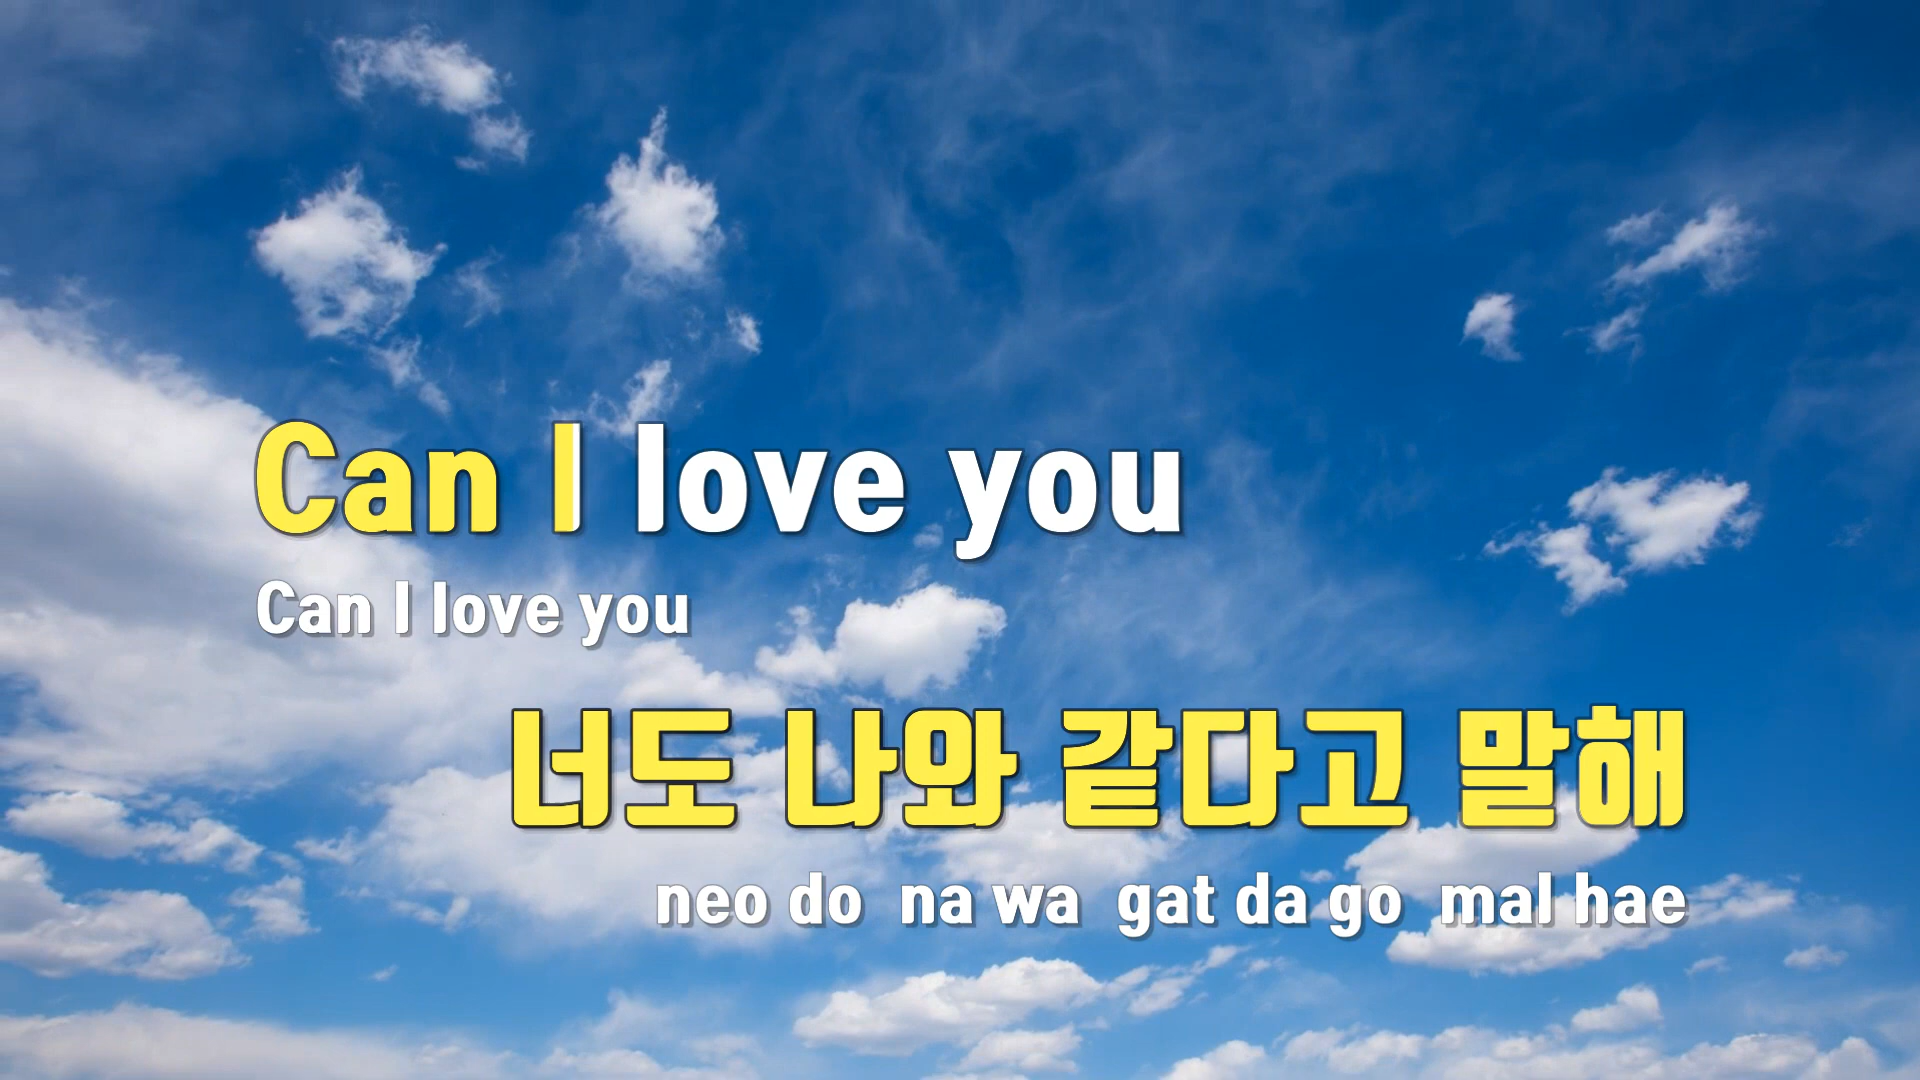 Can I love you
Can I love you
너도 나와 같다고 말해
neo do na wa gat da go mal hae